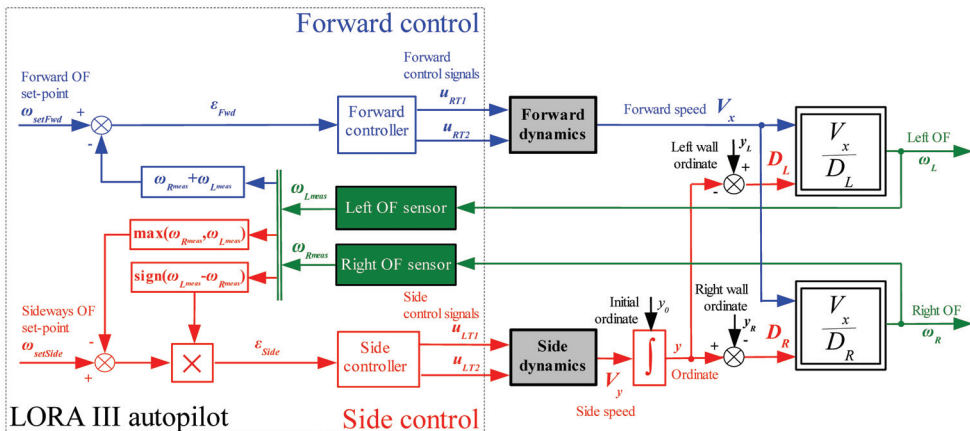 Forward control
Forward OF
set-point
ω_setFwd
+
-
ε_Fwd
Forward
control signals
u_RT1
u_RT2
Forward
controller
Forward
dynamics
Forward speed V_x
V_x
D_L
Left OF
ω_L
Left wall
ordinate
y_L
+
-
D_L
ω_Rmeas+ω_Lmeas
ω_Lmeas
Left OF sensor
max(ω_Rmeas,ω_Lmeas)
ω_Rmeas
Right OF sensor
sign(ω_Lmeas-ω_Rmeas)
Sideways OF
set-point
ω_setSide
-
+
×
ε_Side
Side
control signals
u_LT1
u_LT2
Side
controller
Side
dynamics
V_y
Side speed
Initial
ordinate
y_0
∫
y
Ordinate
Right wall
ordinate
y_R
+
-
D_R
V_x
D_R
Right OF
ω_R
LORA III autopilot
Side control